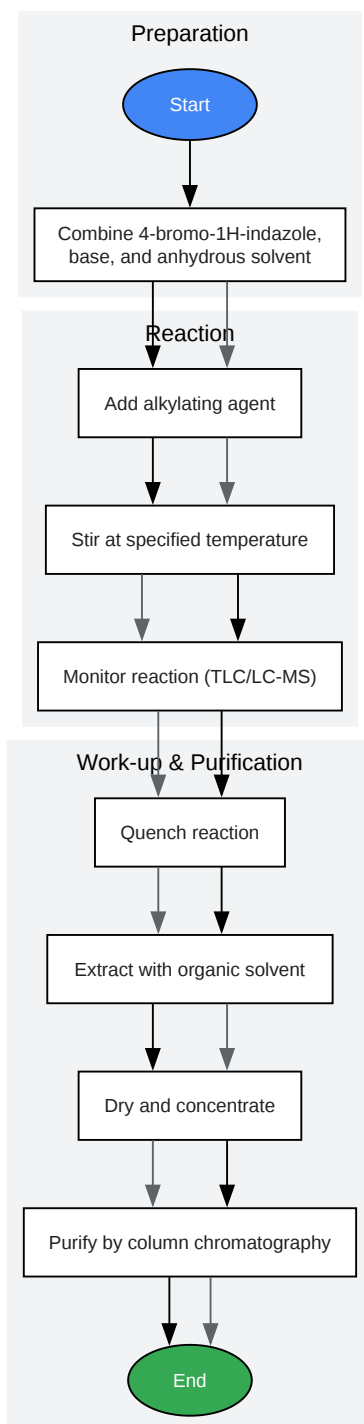 Preparation
Start
Combine 4-bromo-1H-indazole,
base, and anhydrous solvent
Reaction
Add alkylating agent
Stir at specified temperature
Monitor reaction (TLC/LC-MS)
Work-up & Purification
Quench reaction
Extract with organic solvent
Dry and concentrate
Purify by column chromatography
End